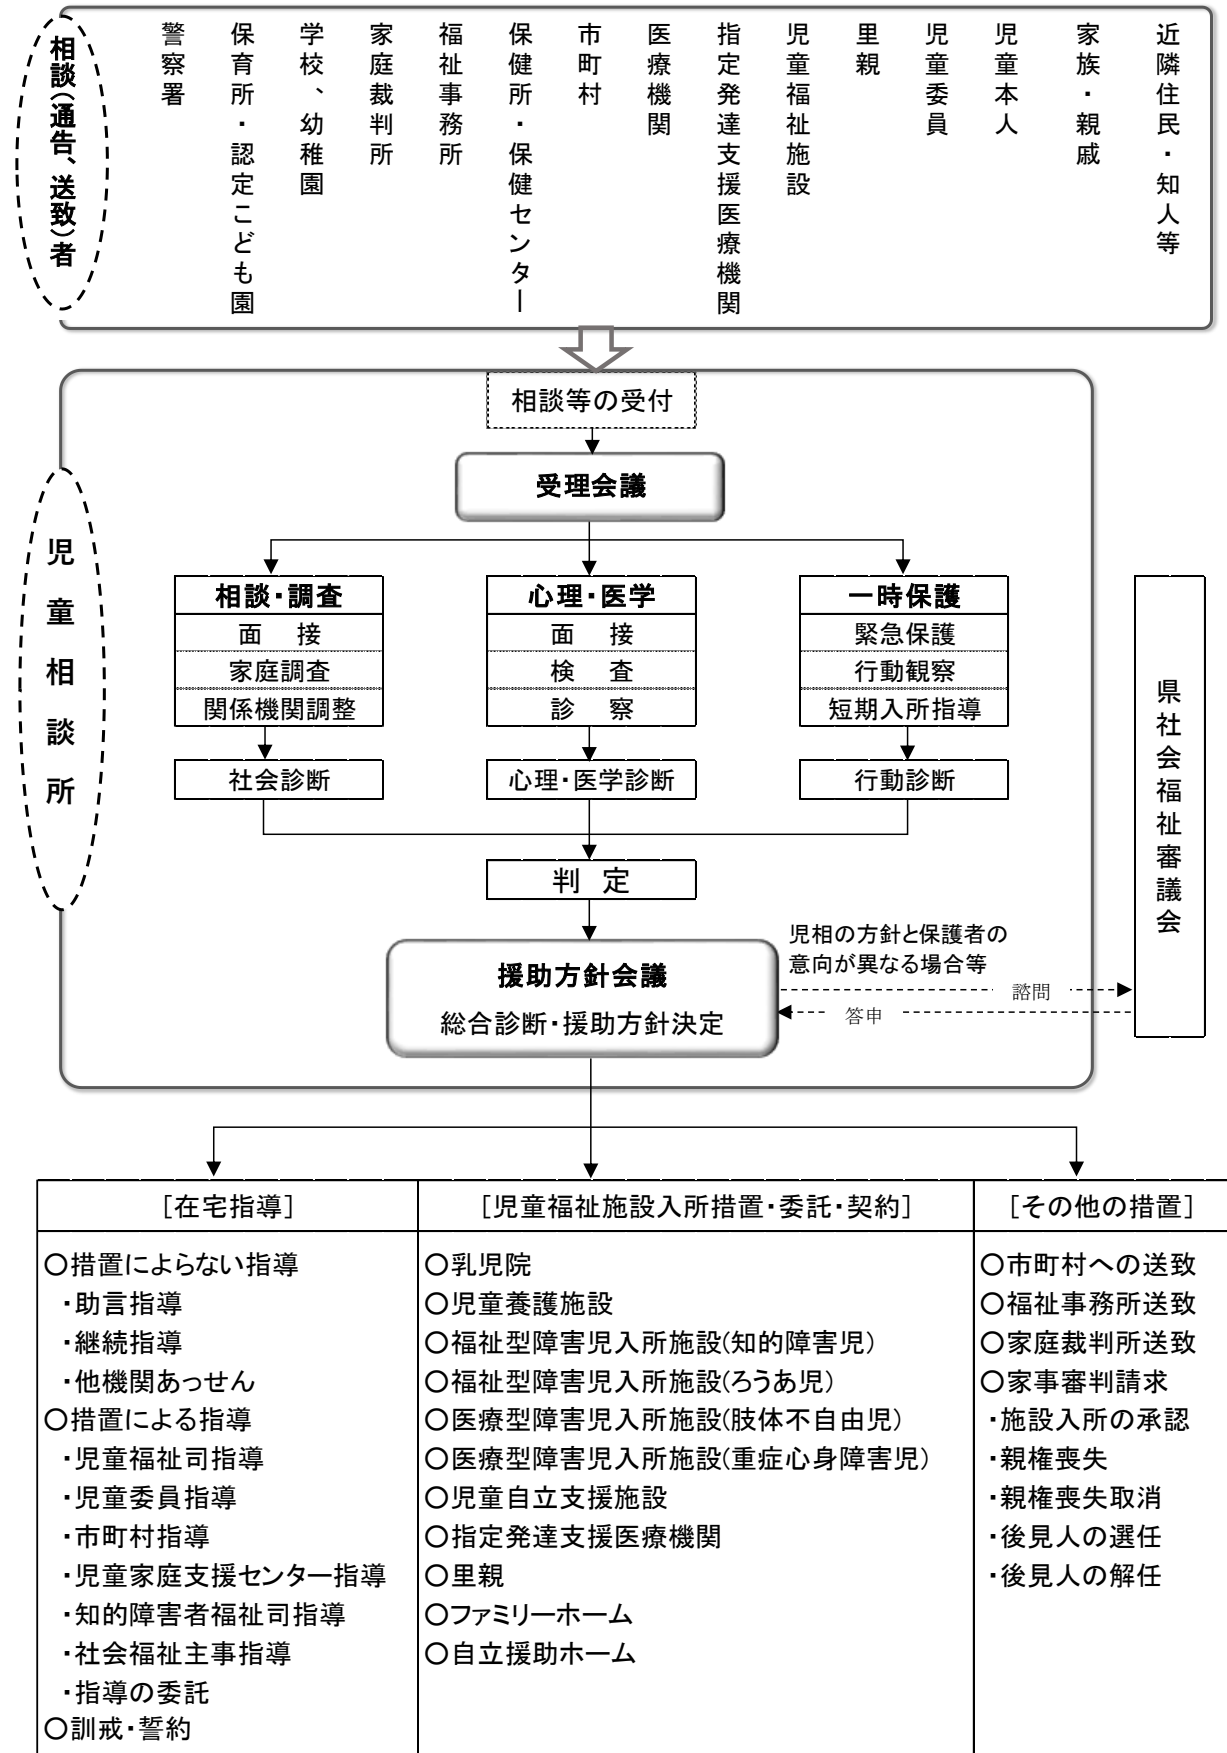 相談(通告、送致)者
警察署
保育所・認定こども園
学校、幼稚園
家庭裁判所
福祉事務所
保健所・保健センター
市町村
医療機関
指定発達支援医療機関
児童福祉施設
里親
児童委員
児童本人
家族・親戚
近隣住民・知人等
児童相談所
相談等の受付
受理会議
相談・調査
面　接
家庭調査
関係機関調整
社会診断
心理・医学
面　接
検　査
診　察
心理・医学診断
一時保護
緊急保護
行動観察
短期入所指導
行動診断
判　定
援助方針会議
総合診断・援助方針決定
児相の方針と保護者の
意向が異なる場合等
諮問
答申
県社会福祉審議会
［在宅指導］
○措置によらない指導
・助言指導
・継続指導
・他機関あっせん
○措置による指導
・児童福祉司指導
・児童委員指導
・市町村指導
・児童家庭支援センター指導
・知的障害者福祉司指導
・社会福祉主事指導
・指導の委託
○訓戒・誓約
［児童福祉施設入所措置・委託・契約］
○乳児院
○児童養護施設
○福祉型障害児入所施設(知的障害児)
○福祉型障害児入所施設(ろうあ児)
○医療型障害児入所施設(肢体不自由児)
○医療型障害児入所施設(重症心身障害児)
○児童自立支援施設
○指定発達支援医療機関
○里親
○ファミリーホーム
○自立援助ホーム
［その他の措置］
○市町村への送致
○福祉事務所送致
○家庭裁判所送致
○家事審判請求
・施設入所の承認
・親権喪失
・親権喪失取消
・後見人の選任
・後見人の解任